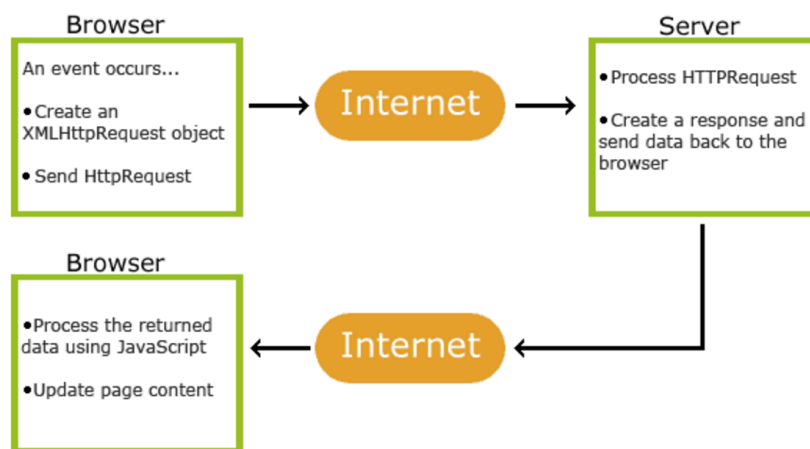 Browser
An event occurs...
•Create an
XMLHttpRequest object
• Send HttpRequest
Internet
Server
•Process HTTPRequest
•Create a response and
send data back to the
browser
Browser
•Process the returned
data using JavaScript
•Update page content
Internet